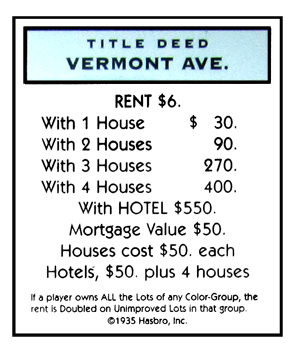 TITLE DEED
VERMONT AVE.
RENT $6.
With 1 House $ 30.
With 2 Houses 90.
With 3 Houses 270.
With 4 Houses 400.
With HOTEL $550.
Mortgage Value $50.
Houses cost $50. each
Hotels, $50. plus 4 houses
If a player owns ALL the Lots of any Color-Group, the
rent is Doubled on Unimproved Lots in that group.
©1935 Hasbro, Inc.